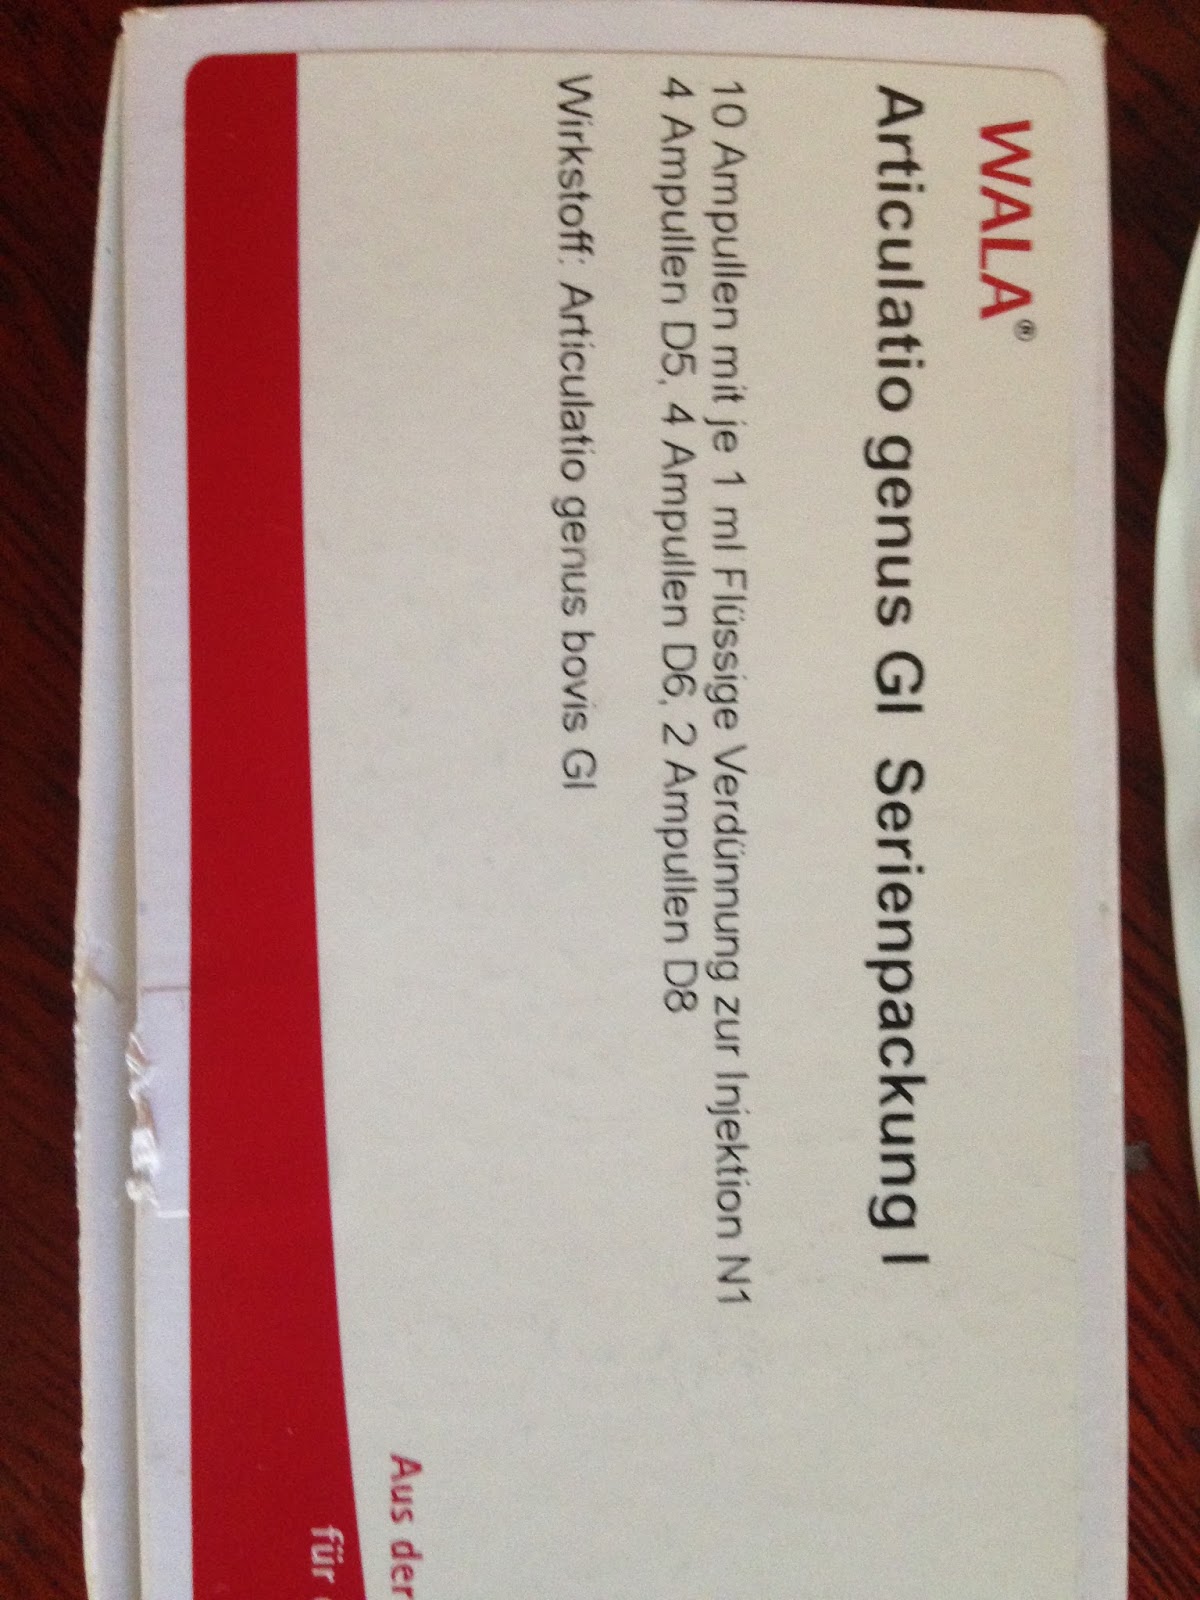 WALA®
Articulatio genus Gl Serienpackung I
10 Ampullen mit je 1 ml Flüssige Verdünnung zur Injektion N1
4 Ampullen D5, 4 Ampullen D6, 2 Ampullen D8
Wirkstoff: Articulatio genus bovis Gl
Aus der
für